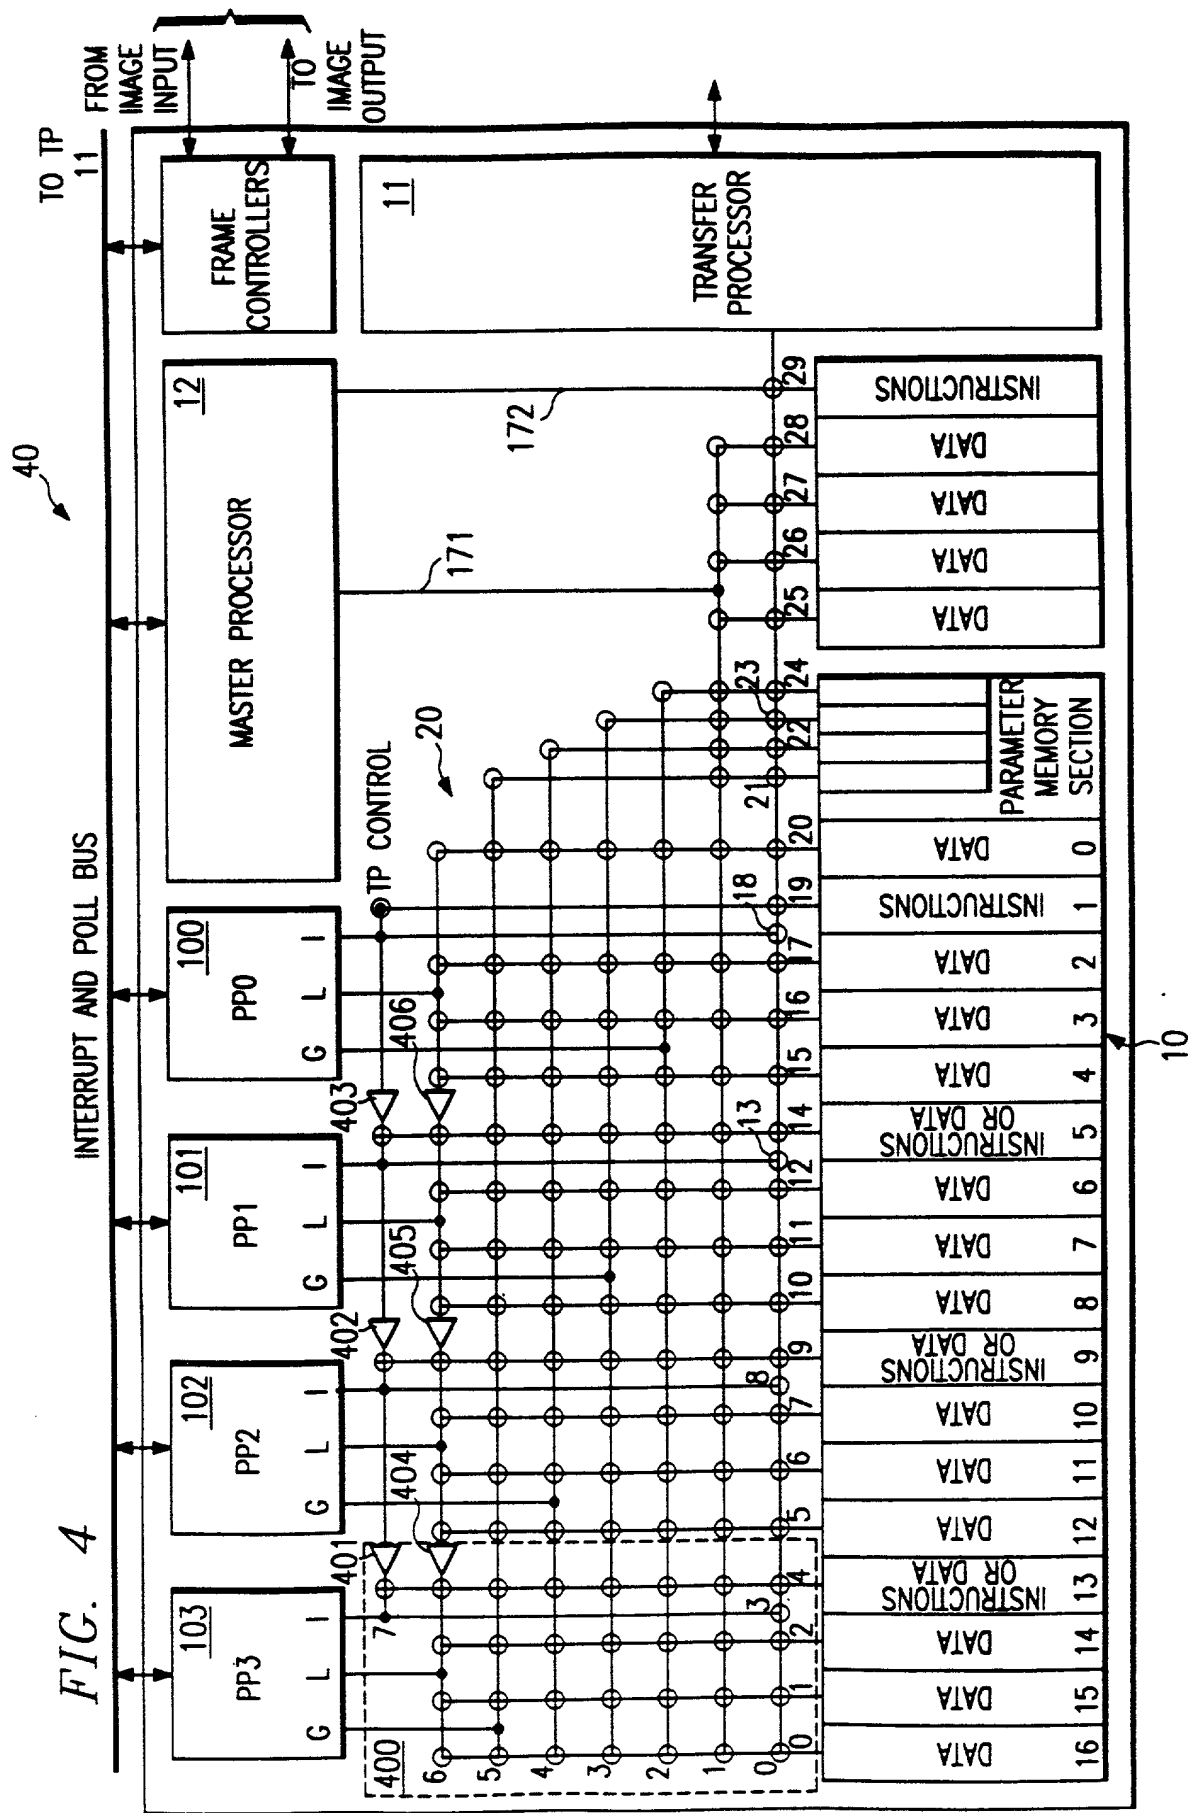 FIG. 4
40
TO TP
11
INTERRUPT AND POLL BUS
FROM
IMAGE
INPUT
TO
IMAGE
OUTPUT
103
PP3
G L I
102
PP2
G L I
101
PP1
G L I
100
PP0
G L I
12
MASTER PROCESSOR
FRAME
CONTROLLERS
11
TRANSFER
PROCESSOR
400
401
402
403
404
405
406
TP CONTROL
20
171
172
7
6
5
4
3
2
1
0
0 1 2 3 4 5 6 7 8 9 10 11 12 13 14 15 16 17 18 19 20 21 22 23 24 25 26 27 28 29
DATA
16
DATA
15
DATA
14
INSTRUCTIONS
OR DATA
13
DATA
12
DATA
11
DATA
10
INSTRUCTIONS
OR DATA
9
DATA
8
DATA
7
DATA
6
INSTRUCTIONS
OR DATA
5
DATA
4
DATA
3
DATA
2
INSTRUCTIONS
1
DATA
0
PARAMETER
MEMORY
SECTION
DATA
DATA
DATA
DATA
INSTRUCTIONS
10